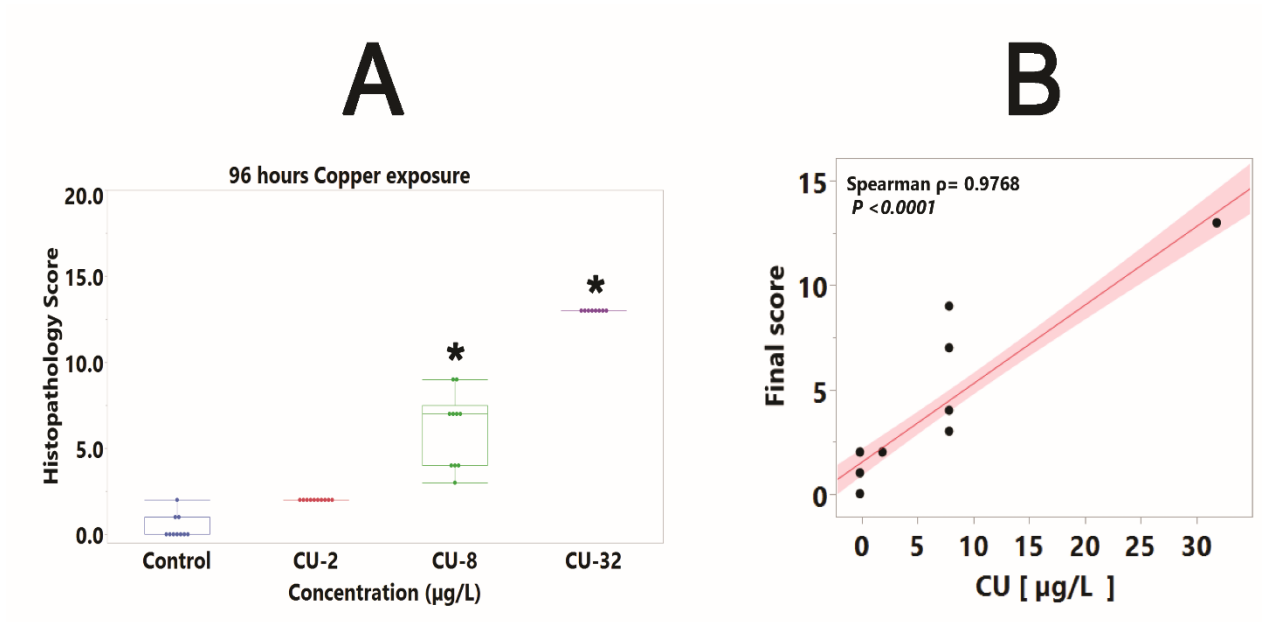 A
B
96 hours Copper exposure
Histopathology Score
20.0
15.0
10.0
5.0
0.0
*
*
Control CU-2 CU-8 CU-32
Concentration (µg/L)
Spearman ρ= 0.9768
P <0.0001
Final score
15
10
5
0
0 5 10 15 20 25 30
CU [ µg/L ]